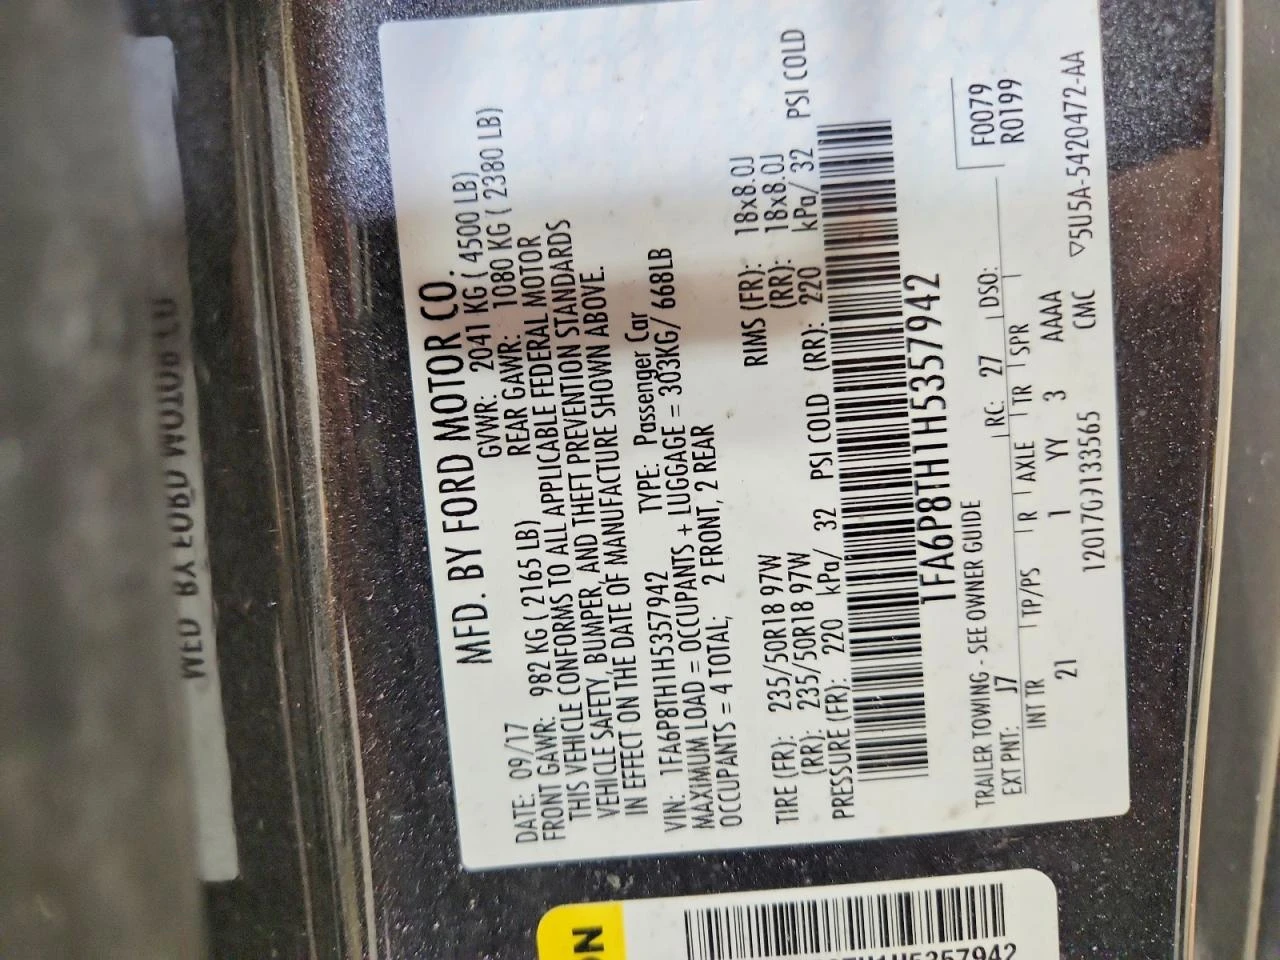 MFD. BY FORD MOTOR CO.
DATE: 09/17 GVWR: 2041 KG ( 4500 LB)
FRONT GAWR: 982 KG ( 2165 LB) REAR GAWR: 1080 KG ( 2380 LB)
THIS VEHICLE CONFORMS TO ALL APPLICABLE FEDERAL MOTOR
VEHICLE SAFETY, BUMPER, AND THEFT PREVENTION STANDARDS
IN EFFECT ON THE DATE OF MANUFACTURE SHOWN ABOVE.
VIN: 1FA6P8TH1H5357942 TYPE: Passenger Car
MAXIMUM LOAD = OCCUPANTS + LUGGAGE = 303KG/ 668LB
OCCUPANTS = 4 TOTAL, 2 FRONT, 2 REAR
TIRE (FR): 235/50R18 97W RIMS (FR): 18x8.0J
(RR): 235/50R18 97W (RR): 18x8.0J
PRESSURE (FR): 220 kPa/ 32 PSI COLD (RR): 220 kPa/ 32 PSI COLD
1FA6P8TH1H5357942
TRAILER TOWING - SEE OWNER GUIDE
F0079
R0199
EXT PNT: J7 RC: 27 DSO:
INT TR TP/PS R AXLE TR SPR
21 1 YY 3 AAAA
1201707133565 CMC ▽5U5A-5420472-AA
MFD. BY FORD MOTOR CO
ON
H1H5357942